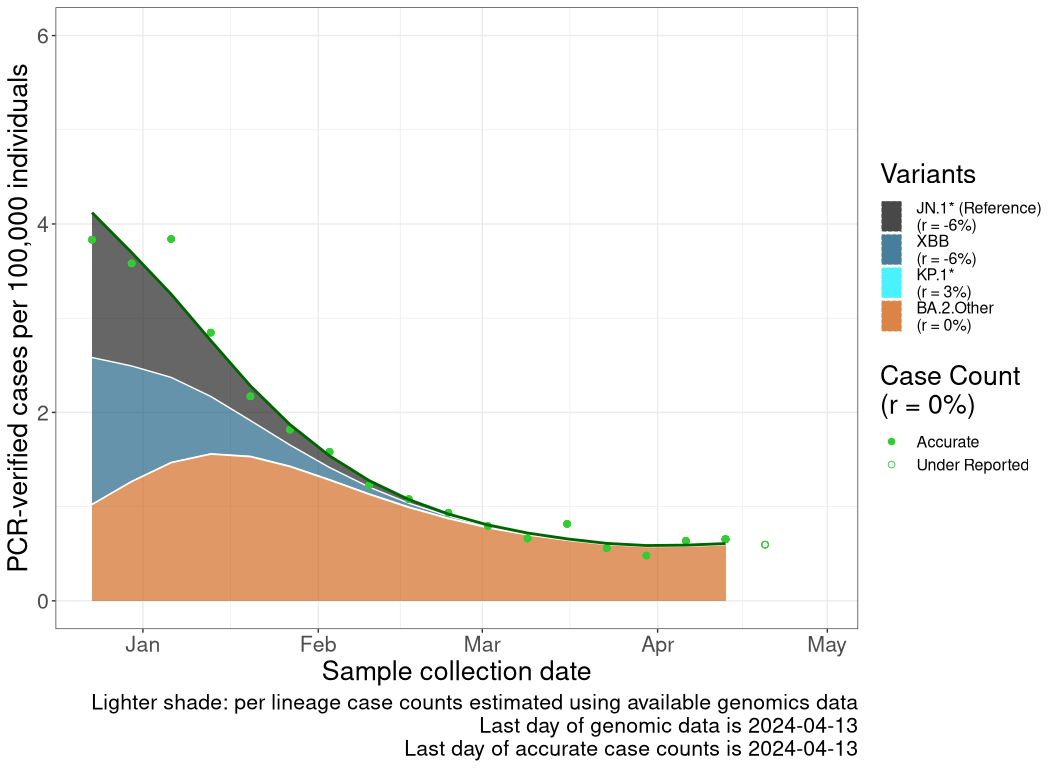 PCR-verified cases per 100,000 individuals
6
4
2
0
Jan Feb Mar Apr May
Sample collection date
Lighter shade: per lineage case counts estimated using available genomics data
Last day of genomic data is 2024-04-13
Last day of accurate case counts is 2024-04-13
Variants
JN.1* (Reference)
(r = -6%)
XBB
(r = -6%)
KP.1*
(r = 3%)
BA.2.Other
(r = 0%)
Case Count
(r = 0%)
Accurate
Under Reported